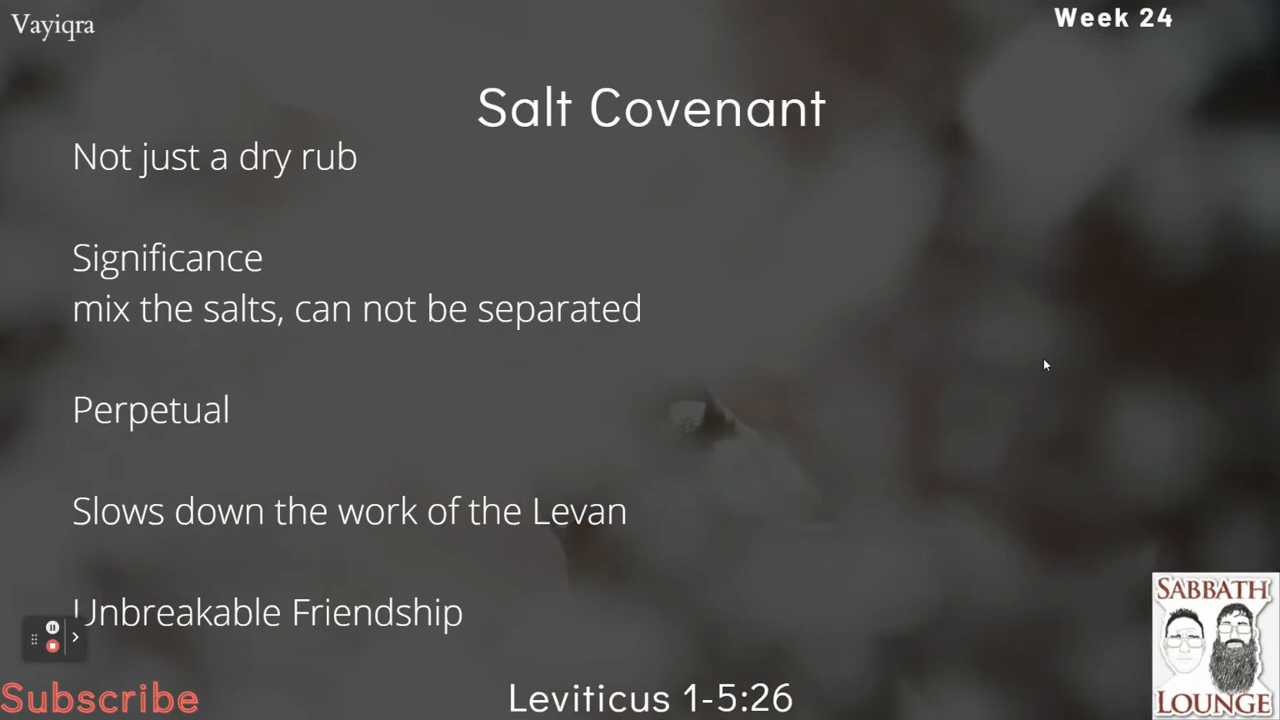 Vayiqra
Week 24
Salt Covenant
Not just a dry rub
Significance
mix the salts, can not be separated
Perpetual
Slows down the work of the Levan
Unbreakable Friendship
SABBATH
LOUNGE
Subscribe
Leviticus 1-5:26